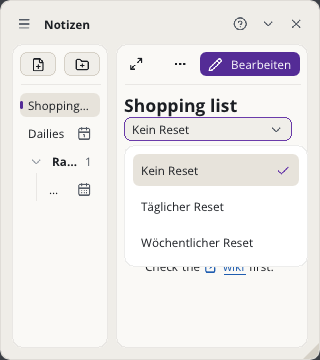 Notizen
Bearbeiten
Shopping...
Dailies
Ra... 1
...
Shopping list
Kein Reset
Kein Reset
Täglicher Reset
Wöchentlicher Reset
Check the wiki first.